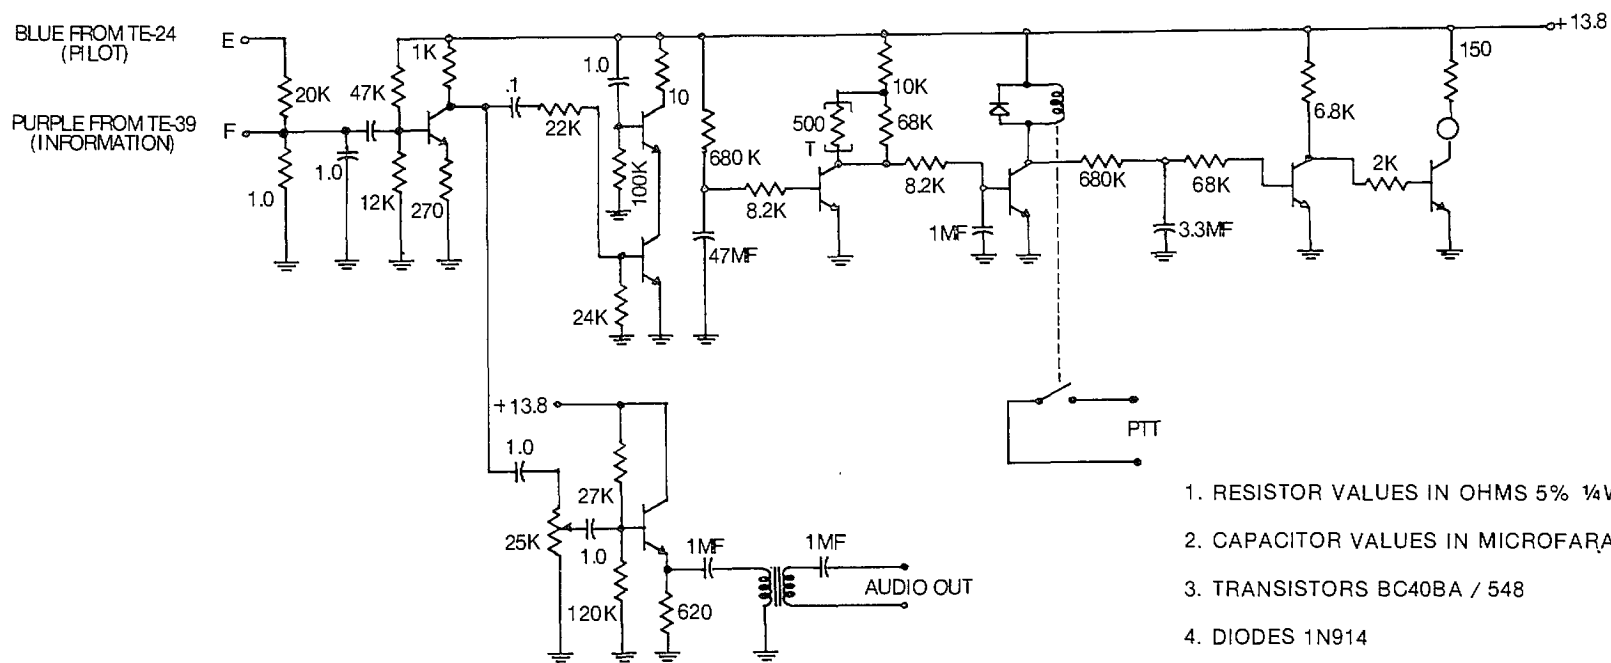 BLUE FROM TE-24
(PILOT)
E
PURPLE FROM TE-39
(INFORMATION)
F
20K
1.0
1.0
47K
12K
1K
270
.1
22K
1.0
10
100K
24K
680 K
47MF
8.2K
500
T
10K
68K
8.2K
1MF
680K
68K
3.3MF
6.8K
2K
150
+13.8
PTT
+13.8
1.0
25K
27K
1.0
120K
620
1MF
1MF
AUDIO OUT
1. RESISTOR VALUES IN OHMS 5% ¼W
2. CAPACITOR VALUES IN MICROFARA
3. TRANSISTORS BC40BA / 548
4. DIODES 1N914